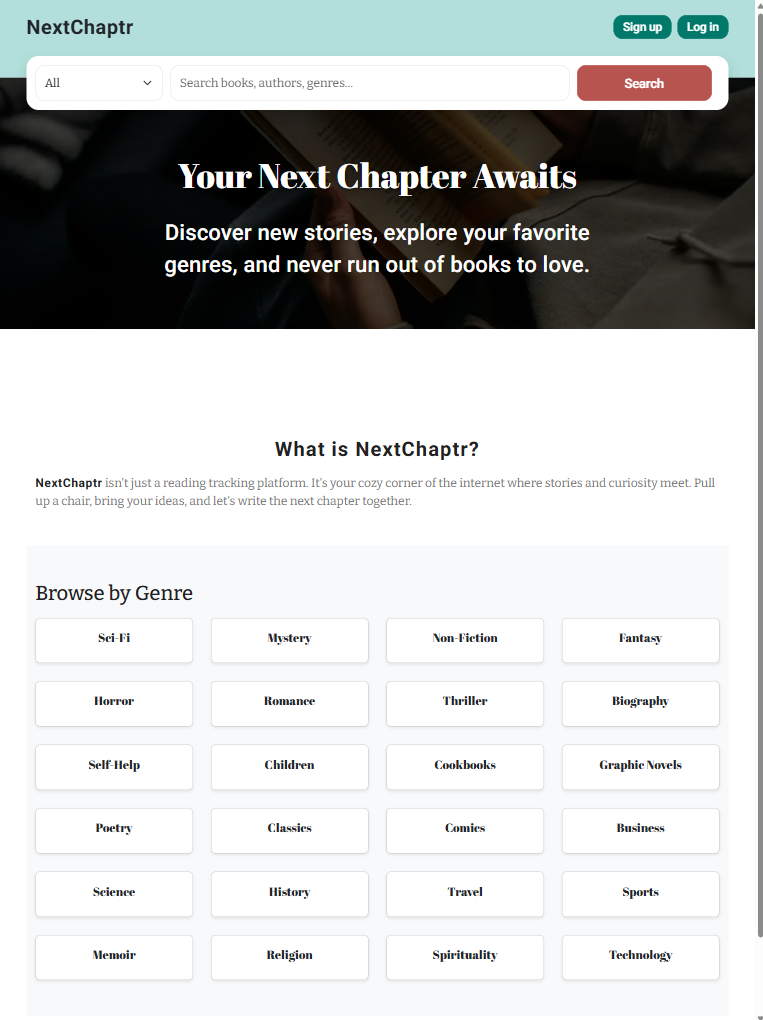 NextChaptr
Sign up
Log in
All
Search books, authors, genres...
Search
Your Next Chapter Awaits
Discover new stories, explore your favorite
genres, and never run out of books to love.
What is NextChaptr?
NextChaptr isn't just a reading tracking platform. It's your cozy corner of the internet where stories and curiosity meet. Pull
up a chair, bring your ideas, and let's write the next chapter together.
Browse by Genre
Sci-Fi
Mystery
Non-Fiction
Fantasy
Horror
Romance
Thriller
Biography
Self-Help
Children
Cookbooks
Graphic Novels
Poetry
Classics
Comics
Business
Science
History
Travel
Sports
Memoir
Religion
Spirituality
Technology